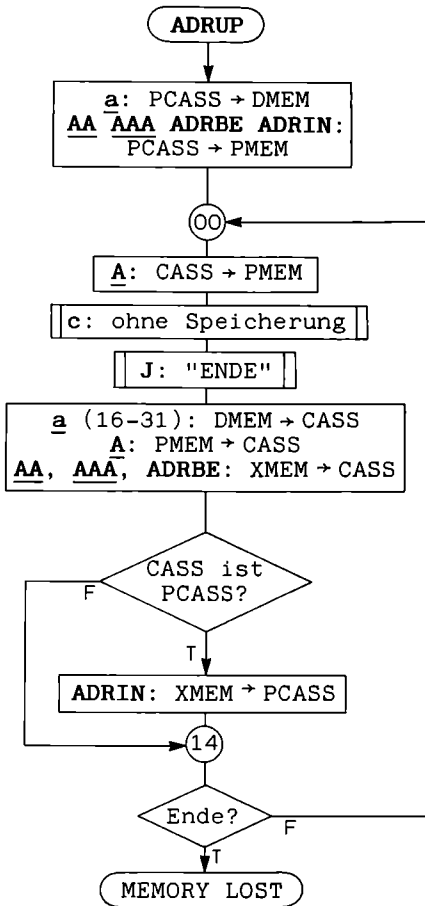 ADRUP
a: PCASS → DMEM
AA AAA ADRBE ADRIN:
PCASS → PMEM
00
A: CASS → PMEM
c: ohne Speicherung
J: "ENDE"
a (16-31): DMEM → CASS
A: PMEM → CASS
AA, AAA, ADRBE: XMEM → CASS
CASS ist
PCASS?
F
T
ADRIN: XMEM → PCASS
14
Ende?
F
T
MEMORY LOST